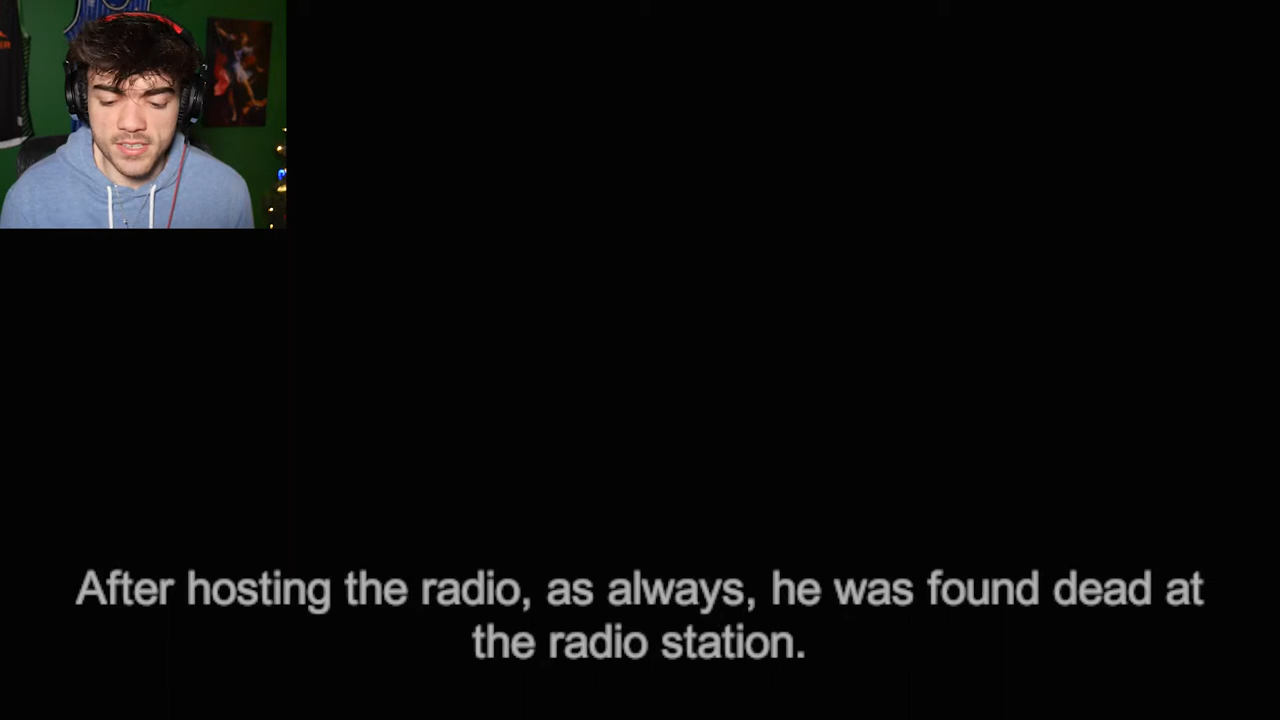 After hosting the radio, as always, he was found dead at
the radio station.